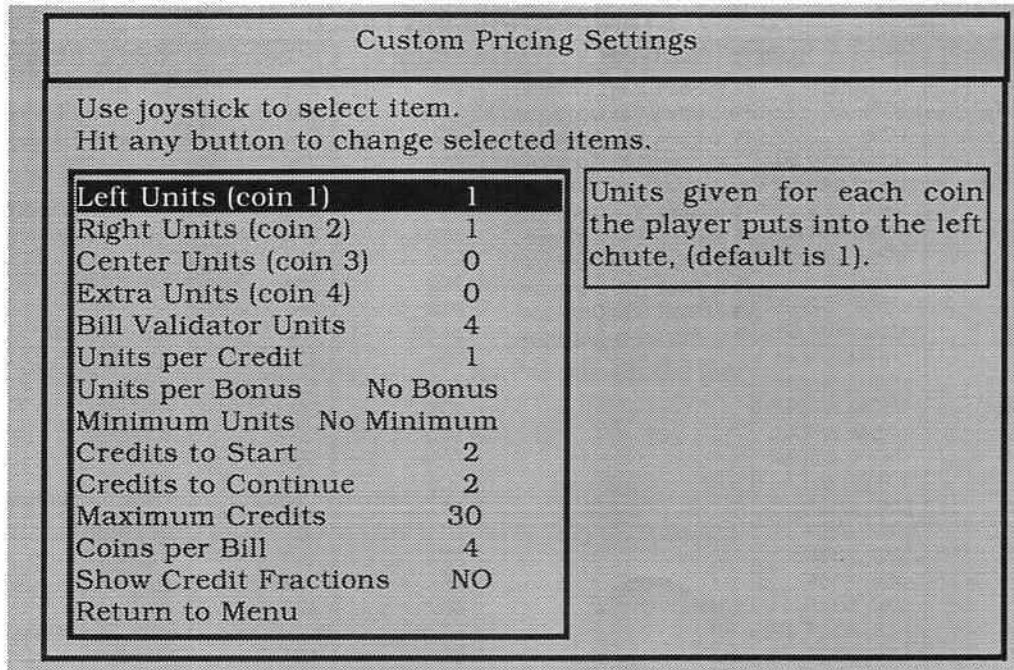 Custom Pricing Settings
Use joystick to select item.
Hit any button to change selected items.
Left Units (coin 1) 1
Right Units (coin 2) 1
Center Units (coin 3) 0
Extra Units (coin 4) 0
Bill Validator Units 4
Units per Credit 1
Units per Bonus No Bonus
Minimum Units No Minimum
Credits to Start 2
Credits to Continue 2
Maximum Credits 30
Coins per Bill 4
Show Credit Fractions NO
Return to Menu
Units given for each coin
the player puts into the left
chute, (default is 1).